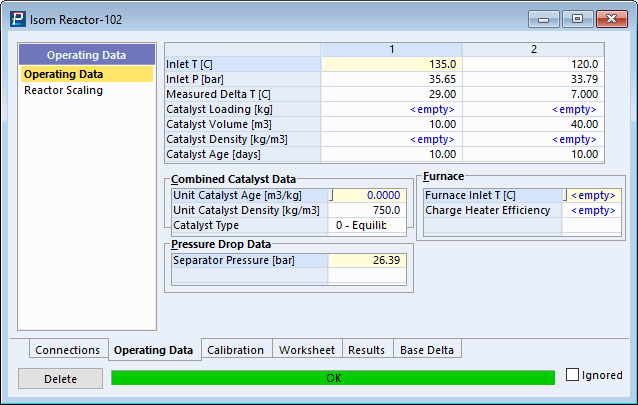 Isom Reactor-102
Operating Data
Operating Data
Reactor Scaling
1 2
Inlet T [C] 135.0 120.0
Inlet P [bar] 35.65 33.79
Measured Delta T [C] 29.00 7.000
Catalyst Loading [kg] <empty> <empty>
Catalyst Volume [m3] 10.00 40.00
Catalyst Density [kg/m3] <empty> <empty>
Catalyst Age [days] 10.00 10.00
Combined Catalyst Data
Unit Catalyst Age [m3/kg] 0.0000
Unit Catalyst Density [kg/m3] 750.0
Catalyst Type 0 - Equilib
Furnace
Furnace Inlet T [C] <empty>
Charge Heater Efficiency <empty>
Pressure Drop Data
Separator Pressure [bar] 26.39
Connections Operating Data Calibration Worksheet Results Base Delta
Delete OK Ignored